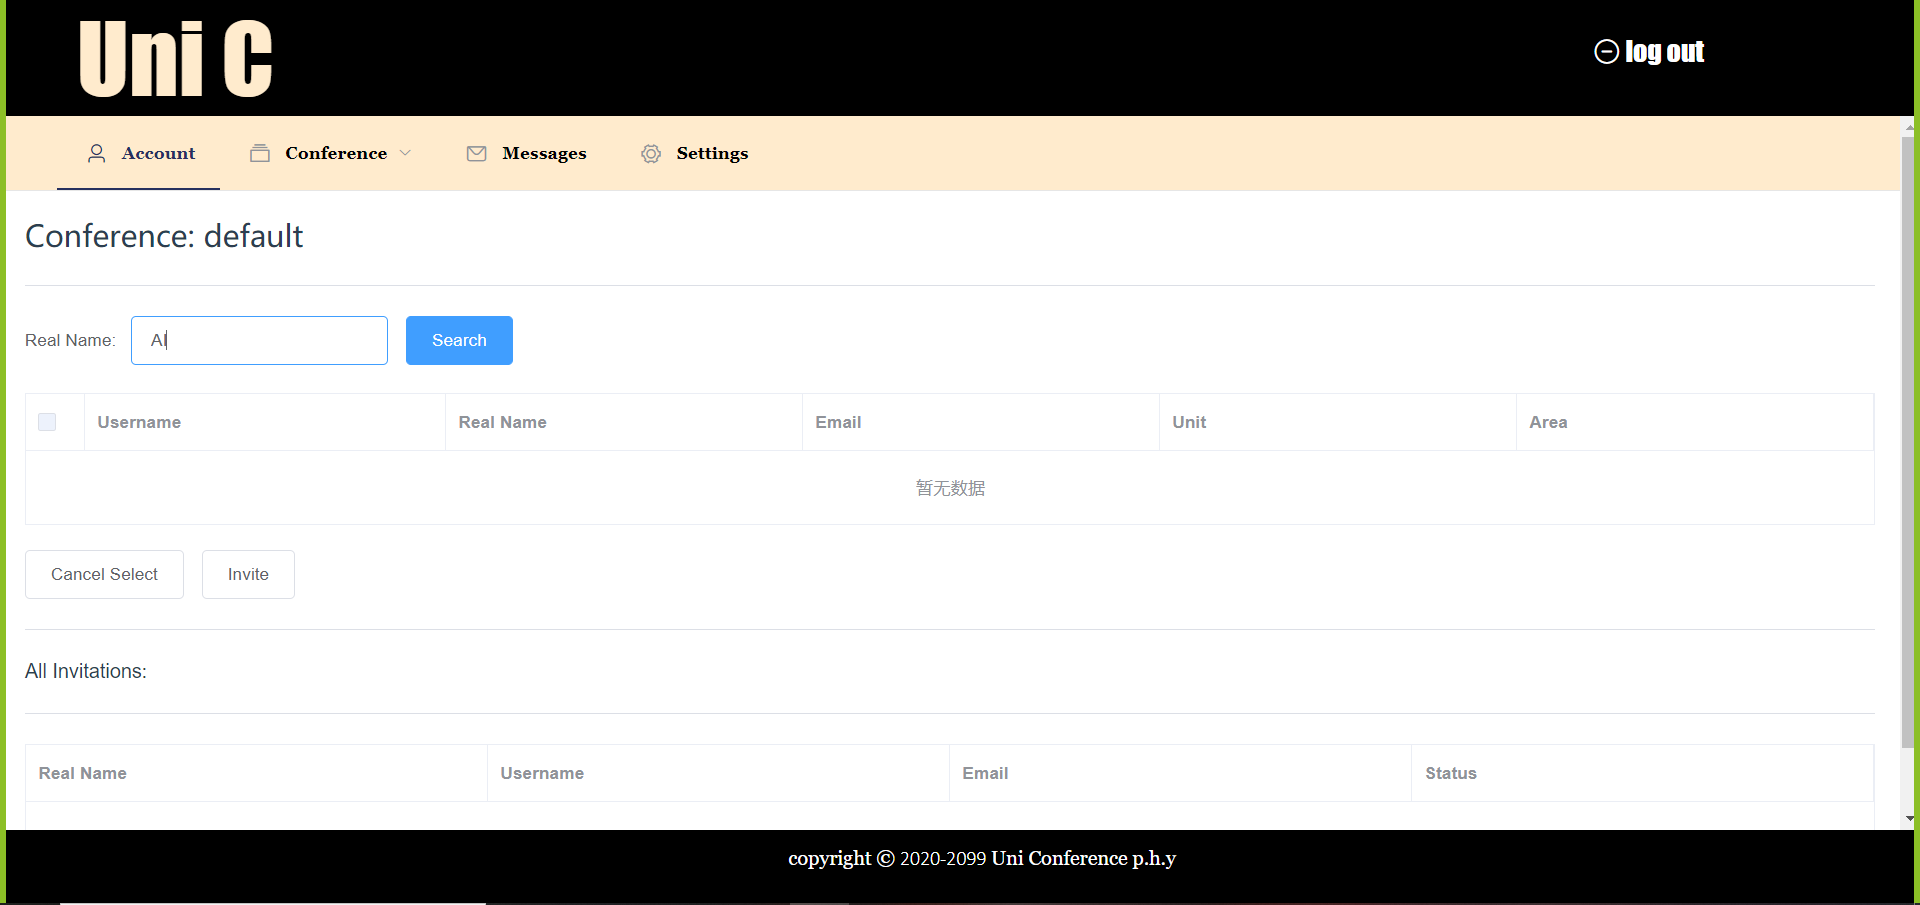 Uni C
log out
Account Conference Messages Settings
Conference: default
Real Name: Al Search
Username Real Name Email Unit Area
暂无数据
Cancel Select Invite
All Invitations:
Real Name Username Email Status
copyright © 2020-2099 Uni Conference p.h.y